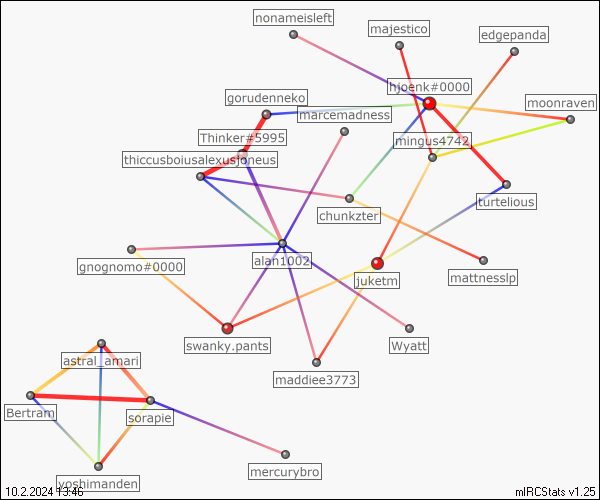 nonameisleft
majestico
edgepanda
hjoenk#0000
gorudenneko
moonraven
marcemadness
Thinker#5995
mingus4742
thiccusboiusalexusjoneus
turtelious
chunkzter
alan1002
gnognomo#0000
juketm
mattnesslp
swanky.pants
Wyatt
astral_amari
maddiee3773
Bertran
sorapie
mercurybro
yoshimanden
10.2.2024 13:46
mIRCStats v1.25